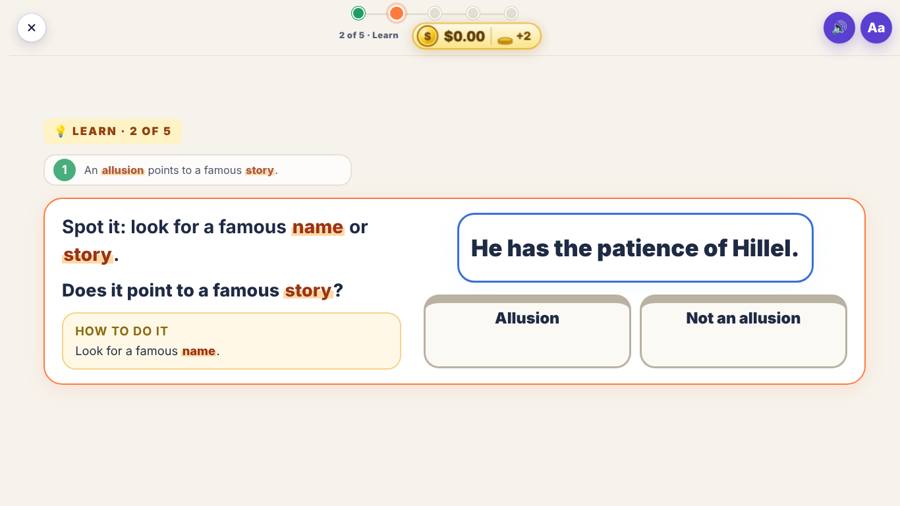 ✕
2 of 5 · Learn
$ $0.00 +2
Aa
LEARN · 2 OF 5
1 An allusion points to a famous story.
Spot it: look for a famous name or
story.
Does it point to a famous story?
HOW TO DO IT
Look for a famous name.
He has the patience of Hillel.
Allusion
Not an allusion